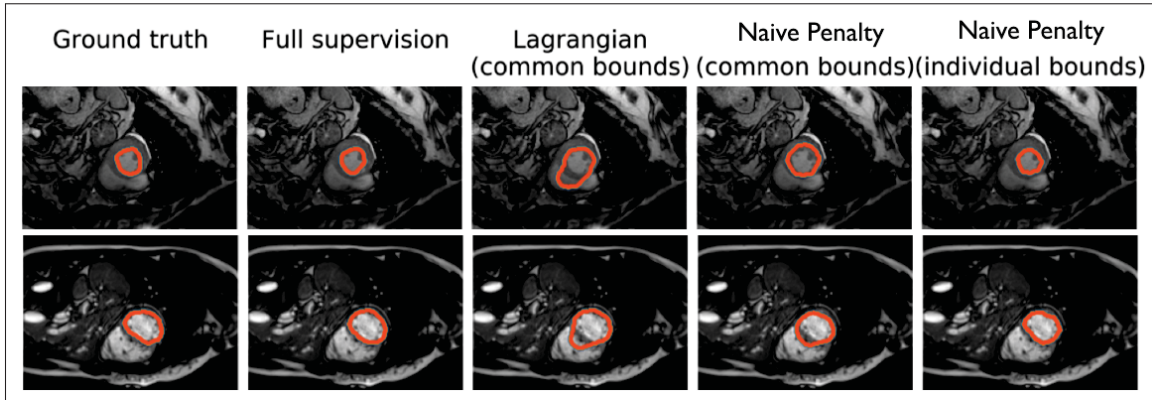 Ground truth
Full supervision
Lagrangian
(common bounds)
Naive Penalty
(common bounds)
Naive Penalty
(individual bounds)